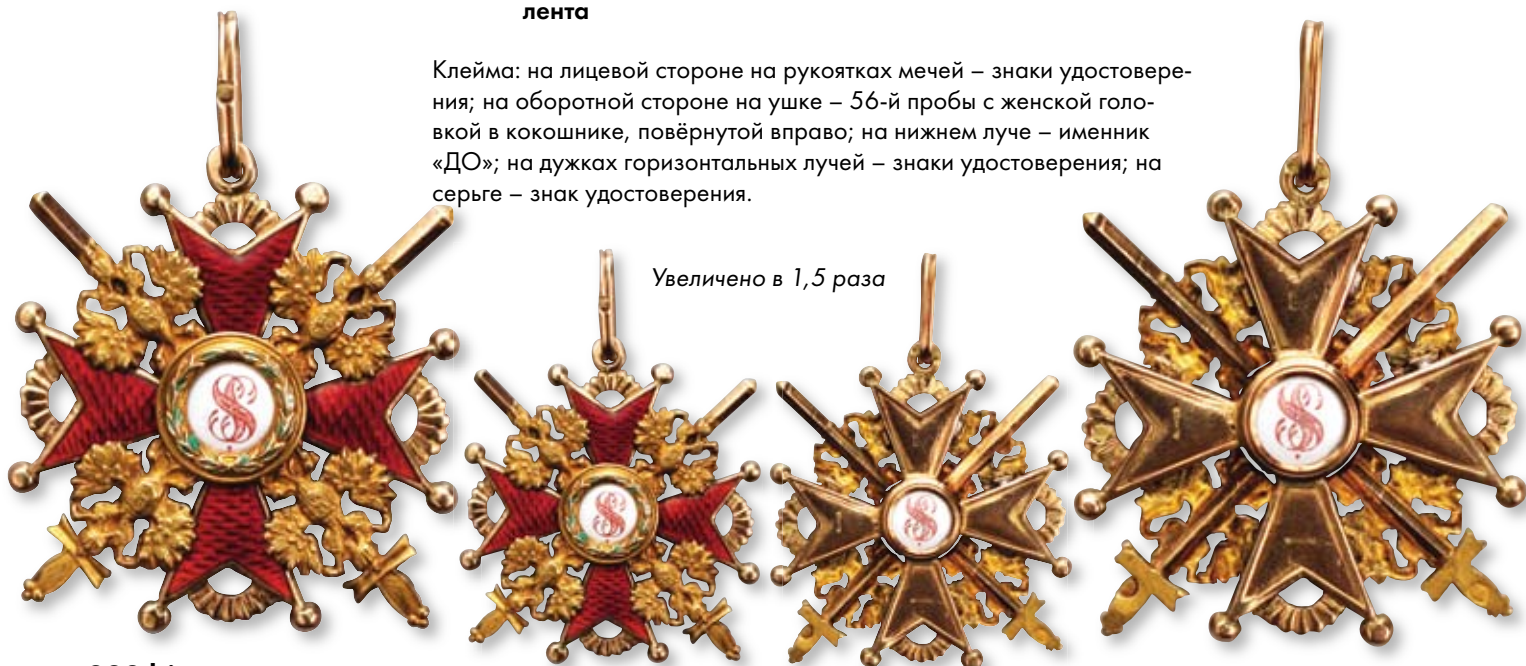 лента
Клейма: на лицевой стороне на рукоятках мечей – знаки удостовере-
ния; на оборотной стороне на ушке – 56-й пробы с женской голо-
вкой в кокошнике, повёрнутой вправо; на нижнем луче – именник
«ДО»; на дужках горизонтальных лучей – знаки удостоверения; на
серьге – знак удостоверения.
Увеличено в 1,5 раза